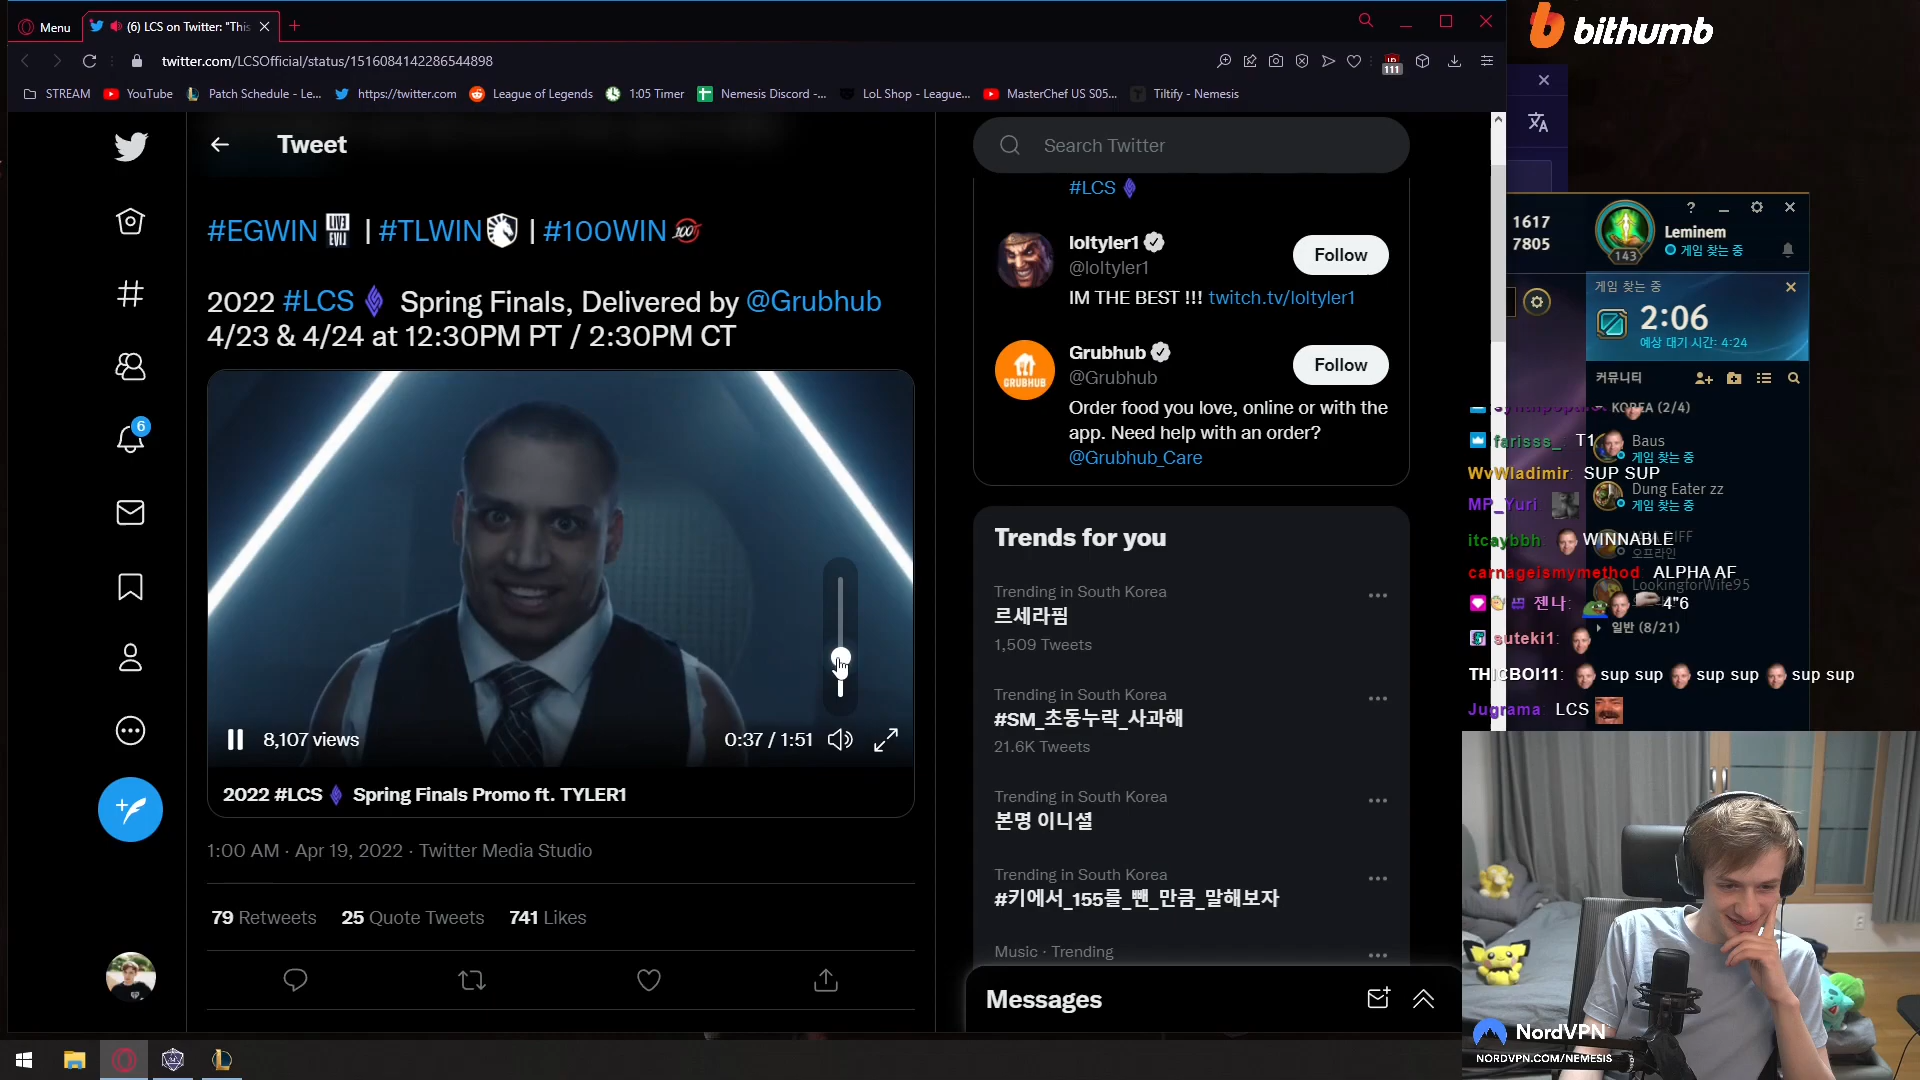 Menu
(6) LCS on Twitter: "This
twitter.com/LCSOfficial/status/1516084142286544898
111
STREAM
YouTube
Patch Schedule - Le...
https://twitter.com
League of Legends
1:05 Timer
Nemesis Discord -...
LoL Shop - League...
MasterChef US S05...
Tiltify - Nemesis
Tweet
#EGWIN | #TLWIN | #100WIN
2022 #LCS Spring Finals, Delivered by @Grubhub
4/23 & 4/24 at 12:30PM PT / 2:30PM CT
8,107 views
0:37 / 1:51
2022 #LCS Spring Finals Promo ft. TYLER1
1:00 AM · Apr 19, 2022 · Twitter Media Studio
79 Retweets 25 Quote Tweets 741 Likes
6
Search Twitter
#LCS
loltyler1
@loltyler1
Follow
IM THE BEST !!! twitch.tv/loltyler1
Grubhub
@Grubhub
Follow
GRUBHUB
Order food you love, online or with the
app. Need help with an order?
@Grubhub_Care
Trends for you
Trending in South Korea
르세라핌
1,509 Tweets
Trending in South Korea
#SM_초동누락_사과해
21.6K Tweets
Trending in South Korea
본명 이니셜
Trending in South Korea
#키에서_155를_뺀_만큼_말해보자
Music · Trending
Messages
bithumb
1617
7805
143
Leminem
게임 찾는 중
게임 찾는 중
2:06
예상 대기 시간: 4:24
커뮤니티
KOREA (2/4)
farisss_ T1
Baus
게임 찾는 중
WvWladimir: SUP SUP
Dung Eater zz
게임 찾는 중
MP_Yuri
itcaybbh: WINNABLE
오프라인
carnageismymethod ALPHA AF
LookingforWife95
젠나: 4"6
일반 (8/21)
suteki1:
THICBOI11: sup sup sup sup sup sup
Jugrama LCS
NordVPN
NORDVPN.COM/NEMESIS